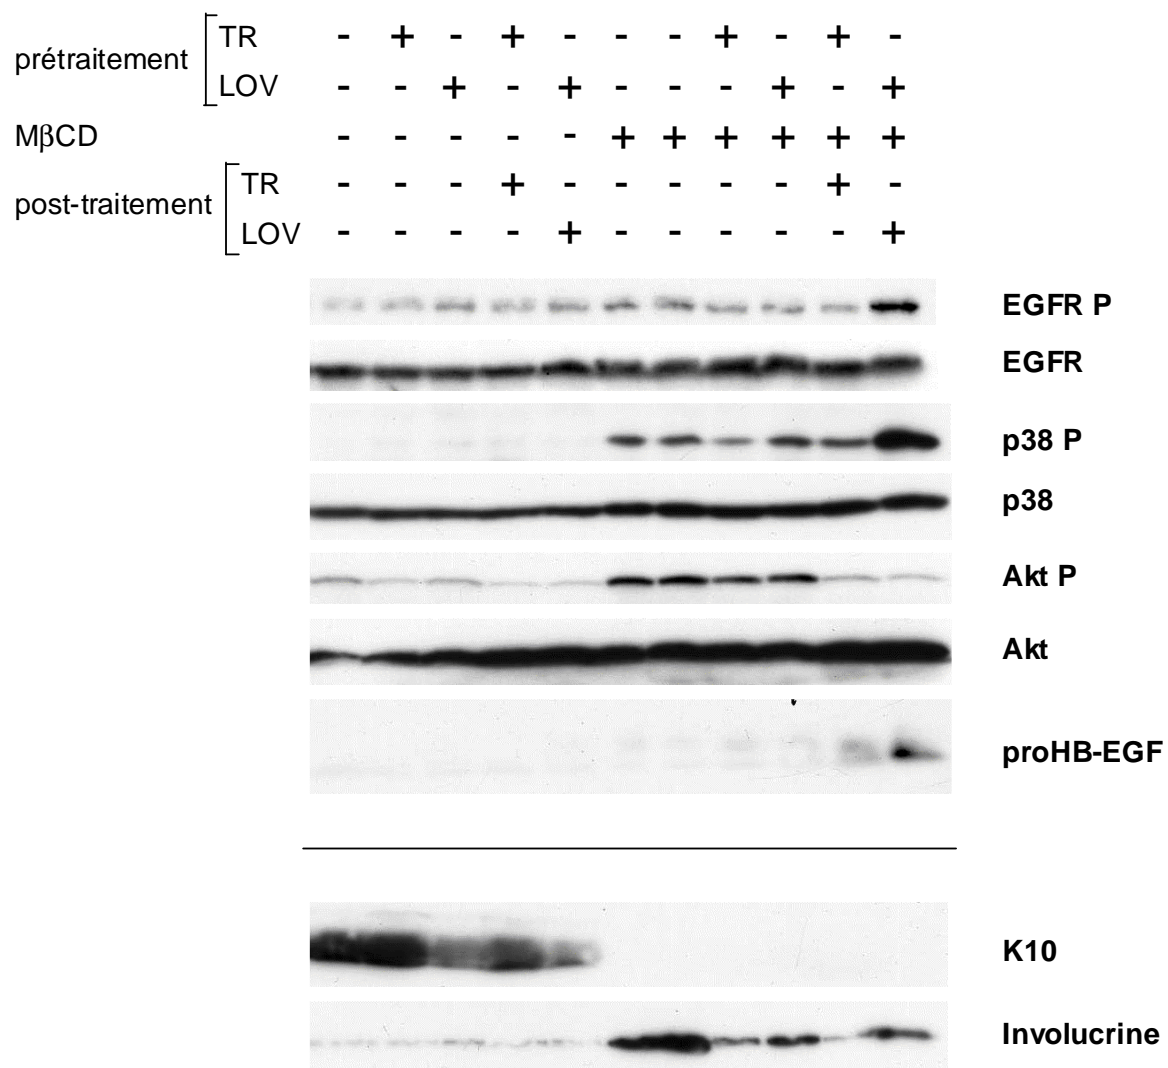 TR - + - + - - - + - + -
prétraitement
LOV - - + - + - - - + - +
MβCD - - - - - + + + + + +
TR - - - + - - - - - + -
post-traitement
LOV - - - - + - - - - - +
EGFR P
EGFR
p38 P
p38
Akt P
Akt
proHB-EGF
K10
Involucrine